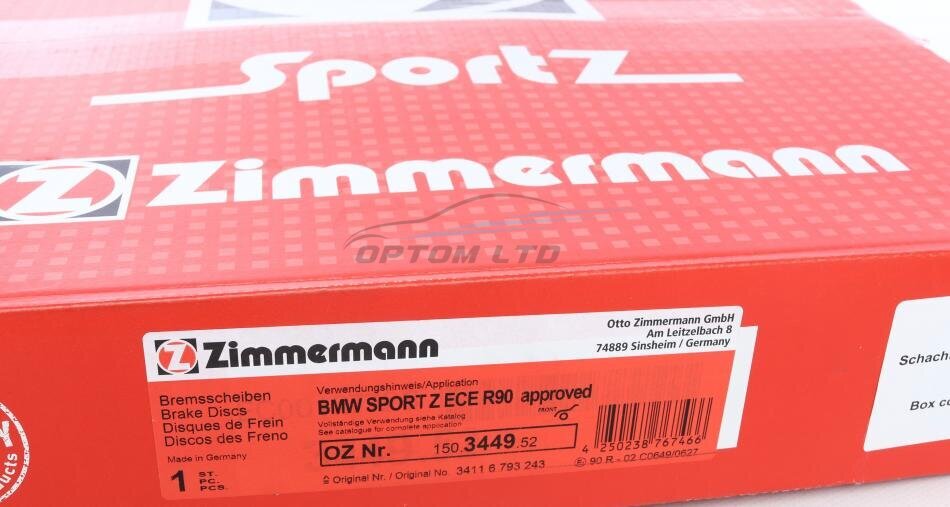 SportZ
Z Zimmermann
OPTOM LTD
Z Zimmermann
Otto Zimmermann GmbH
Am Leitzelbach 8
74889 Sinsheim / Germany
Bremsscheiben
Brake Discs
Disques de Frein
Discos del Freno
Made in Germany
1 ST.
PC.
PCS.
Verwendungshinweis/Application
BMW SPORT Z ECE R90 approved
Vollständige Verwendung siehe Katalog
See catalogue for complete application
FRONT
OZ Nr. 150.3449.52
≙ Original Nr. / Original No. 3411 6 793 243
4 250238 767466
90 R - 02 C0649/0627
Schach
Box co